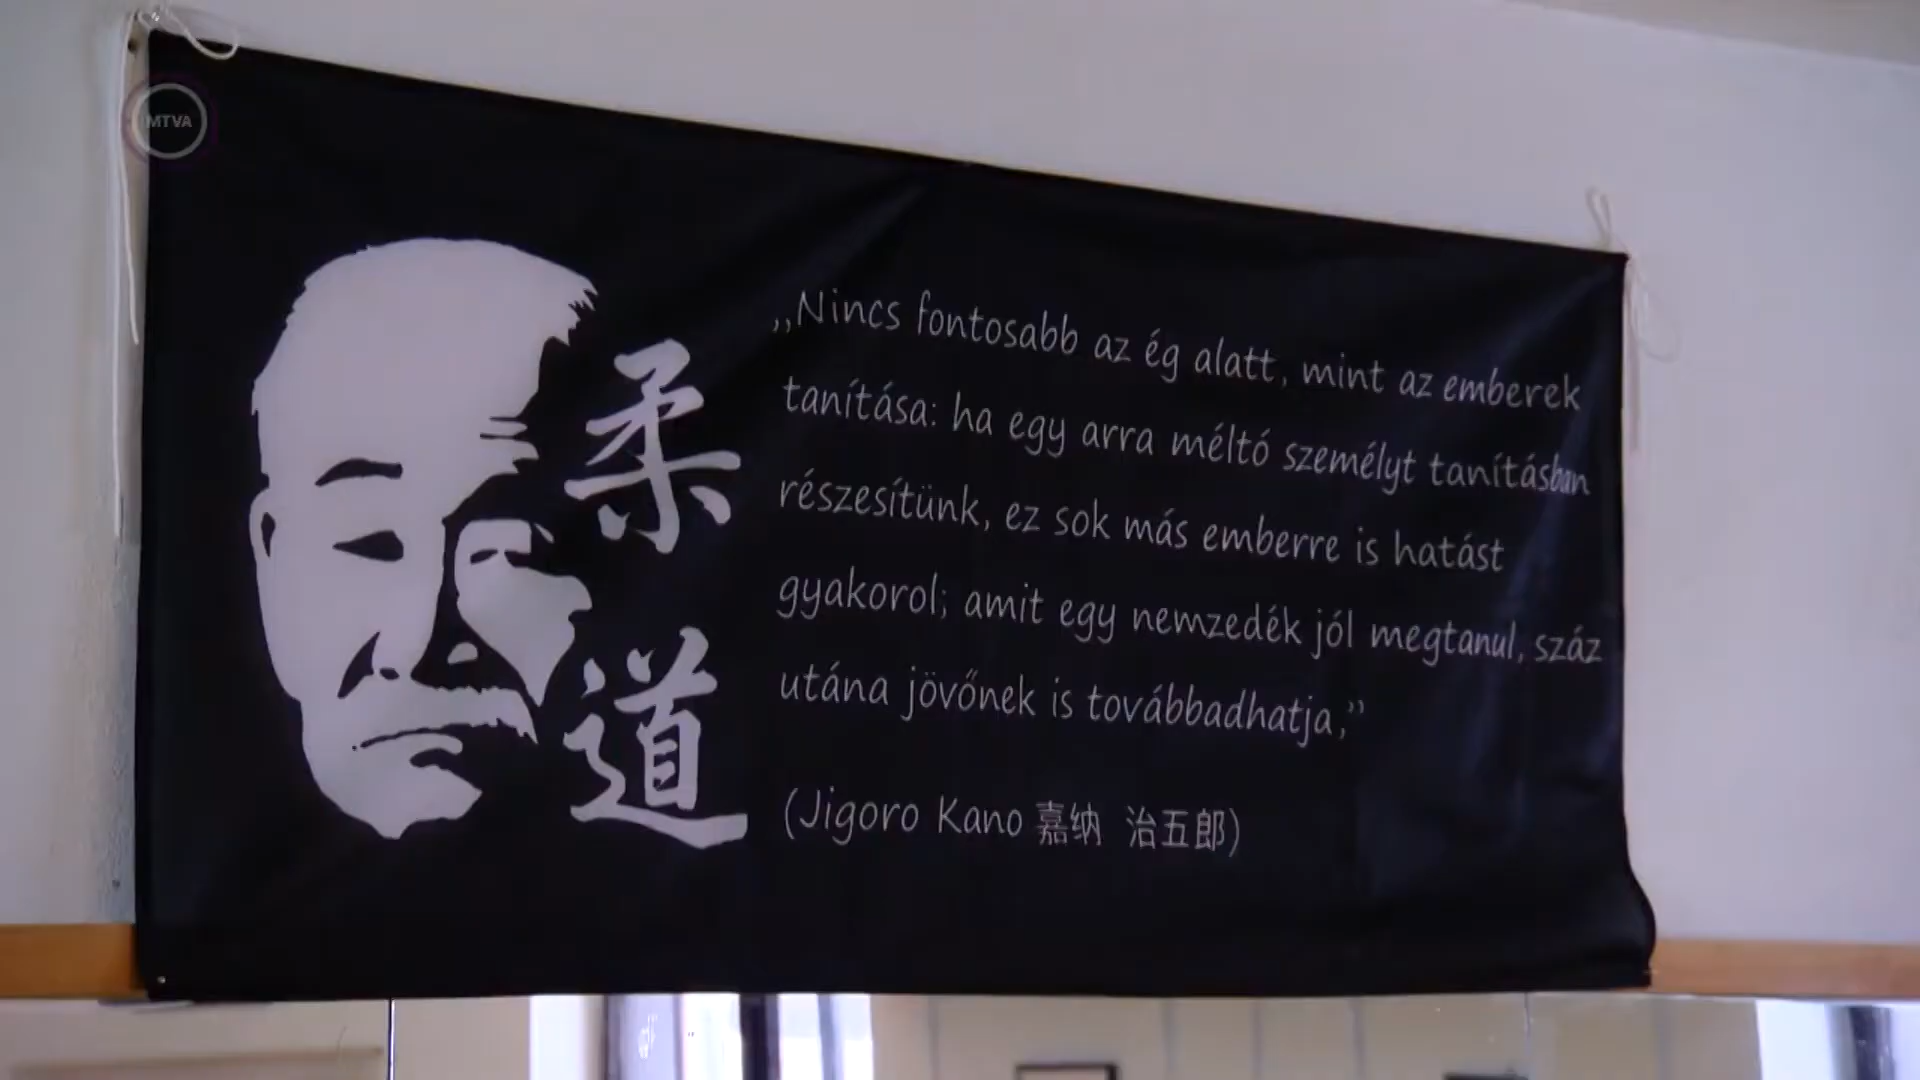 MTVA
柔道
„Nincs fontosabb az ég alatt, mint az emberek
tanítása: ha egy arra méltó személyt tanításban
részesítünk, ez sok más emberre is hatást
gyakorol; amit egy nemzedék jól megtanul, száz
utána jövőnek is továbbadhatja,”
(Jigoro Kano 嘉纳 治五郎)